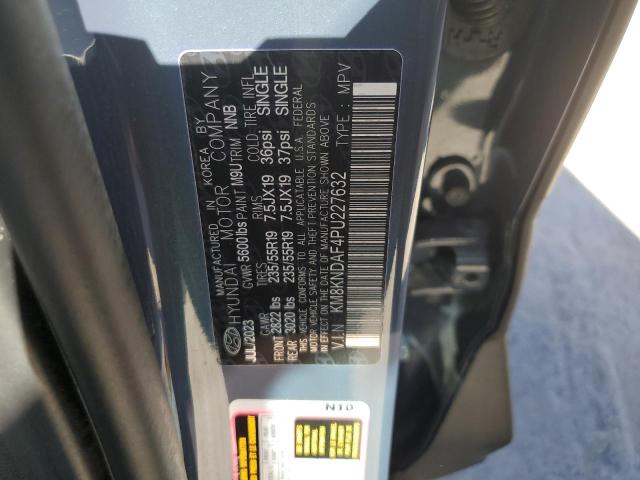 MANUFACTURED IN KOREA BY
HYUNDAI MOTOR COMPANY
JUL/2023 GVWR 5600 lbs PAINT M9U TRIM NNB
GAWR TIRES RIMS COLD TIRE INFL
FRONT 2822 lbs 235/55R19 7.5JX19 36psi SINGLE
REAR 3020 lbs 235/55R19 7.5JX19 37psi SINGLE
THIS VEHICLE CONFORMS TO ALL APPLICABLE U.S.A. FEDERAL
MOTOR VEHICLE SAFETY AND THEFT PREVENTION STANDARDS
IN EFFECT ON THE DATE OF MANUFACTURE SHOWN ABOVE.
V.I.N : KM8KNDAF4PU227632 TYPE : MPV
N10